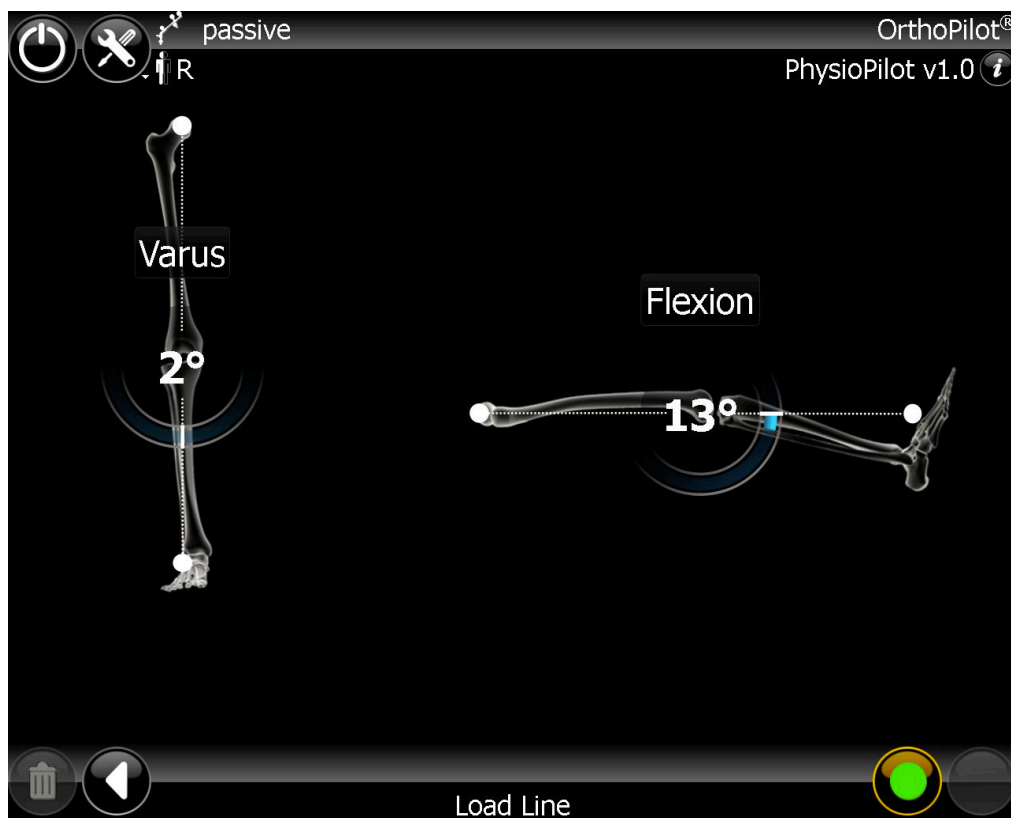 passive
OrthoPilot®
R
PhysioPilot v1.0 i
Varus
Flexion
2°
13°
Load Line